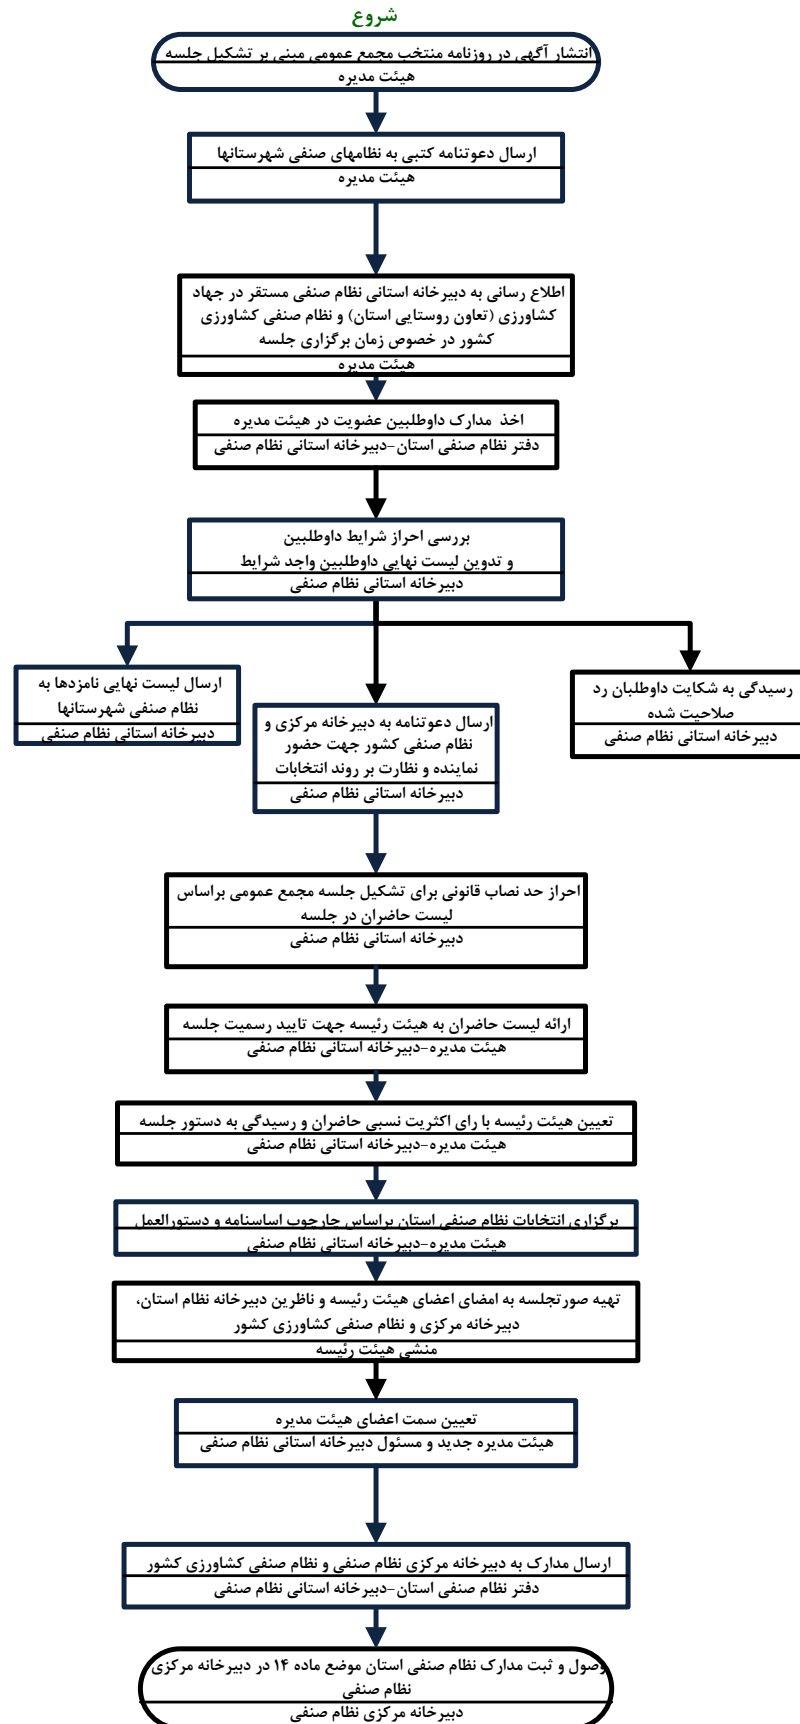 شروع
انتشار آگهی در روزنامه منتخب مجمع عمومی مبنی بر تشکیل جلسه
هیئت مدیره
ارسال دعوتنامه کتبی به نظامهای صنفی شهرستانها
هیئت مدیره
اطلاع رسانی به دبیرخانه استانی نظام صنفی مستقر در جهاد
کشاورزی (تعاون روستایی استان) و نظام صنفی کشاورزی
کشور در خصوص زمان برگزاری جلسه
هیئت مدیره
اخذ مدارک داوطلبین عضویت در هیئت مدیره
دفتر نظام صنفی استان-دبیرخانه استانی نظام صنفی
بررسی احراز شرایط داوطلبین
و تدوین لیست نهایی داوطلبین واجد شرایط
دبیرخانه استانی نظام صنفی
رسیدگی به شکایت داوطلبان رد
صلاحیت شده
دبیرخانه استانی نظام صنفی
ارسال دعوتنامه به دبیرخانه مرکزی و
نظام صنفی کشور جهت حضور
نماینده و نظارت بر روند انتخابات
دبیرخانه استانی نظام صنفی
ارسال لیست نهایی نامزدها به
نظام صنفی شهرستانها
دبیرخانه استانی نظام صنفی
احراز حد نصاب قانونی برای تشکیل جلسه مجمع عمومی براساس
لیست حاضران در جلسه
دبیرخانه استانی نظام صنفی
ارائه لیست حاضران به هیئت رئیسه جهت تایید رسمیت جلسه
هیئت مدیره-دبیرخانه استانی نظام صنفی
تعیین هیئت رئیسه با رای اکثریت نسبی حاضران و رسیدگی به دستور جلسه
هیئت مدیره-دبیرخانه استانی نظام صنفی
برگزاری انتخابات نظام صنفی استان براساس چارچوب اساسنامه و دستورالعمل
هیئت مدیره-دبیرخانه استانی نظام صنفی
تهیه صورتجلسه به امضای اعضای هیئت رئیسه و ناظرین دبیرخانه نظام استان،
دبیرخانه مرکزی و نظام صنفی کشاورزی کشور
منشی هیئت رئیسه
تعیین سمت اعضای هیئت مدیره
هیئت مدیره جدید و مسئول دبیرخانه استانی نظام صنفی
ارسال مدارک به دبیرخانه مرکزی نظام صنفی و نظام صنفی کشاورزی کشور
دفتر نظام صنفی استان-دبیرخانه استانی نظام صنفی
وصول و ثبت مدارک نظام صنفی استان موضع ماده ۱۴ در دبیرخانه مرکزی
نظام صنفی
دبیرخانه مرکزی نظام صنفی